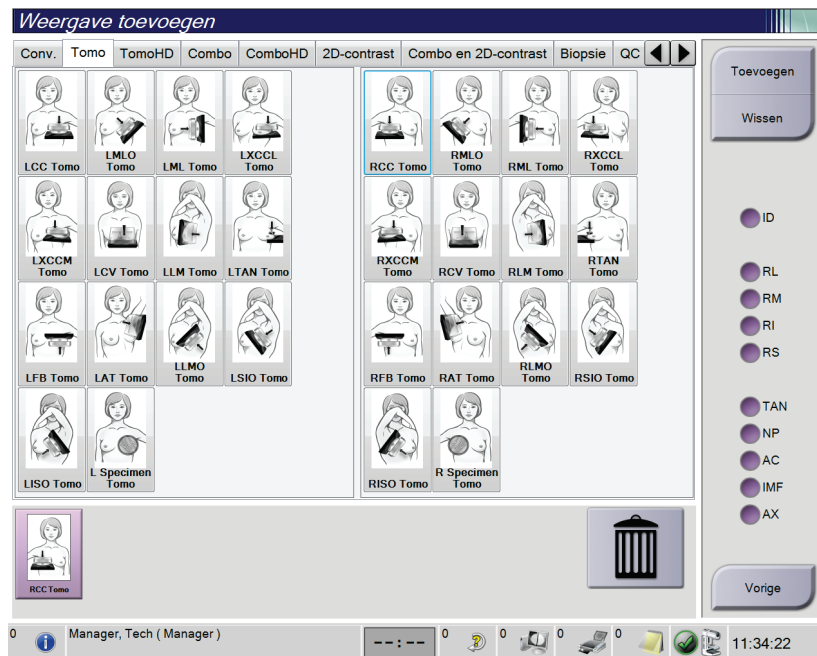 Weergave toevoegen
Conv. Tomo TomoHD Combo ComboHD 2D-contrast Combo en 2D-contrast Biopsie QC
LCC Tomo
LMLO Tomo
LML Tomo
LXCCL Tomo
RCC Tomo
RMLO Tomo
RML Tomo
RXCCL Tomo
LXCCM Tomo
LCV Tomo
LLM Tomo
LTAN Tomo
RXCCM Tomo
RCV Tomo
RLM Tomo
RTAN Tomo
LFB Tomo
LAT Tomo
LLMO Tomo
LSIO Tomo
RFB Tomo
RAT Tomo
RLMO Tomo
RSIO Tomo
LISO Tomo
L Specimen Tomo
RISO Tomo
R Specimen Tomo
RCC Tomo
Toevoegen
Wissen
ID
RL
RM
RI
RS
TAN
NP
AC
IMF
AX
Vorige
0 Manager, Tech ( Manager ) --:-- 0 0 0 0 11:34:22